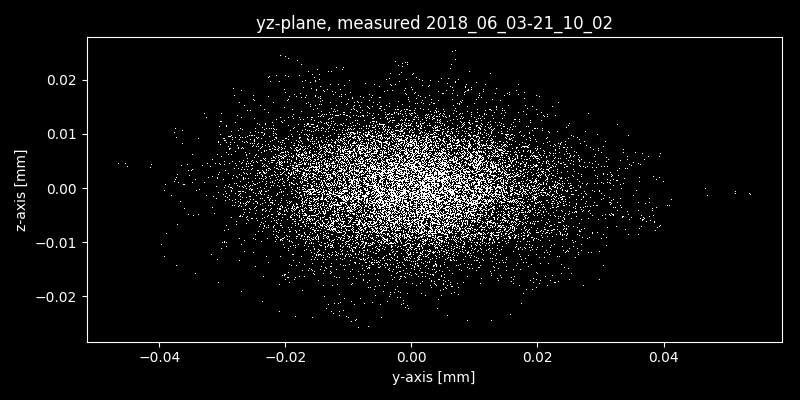 yz-plane, measured 2018_06_03-21_10_02
z-axis [mm]
0.02
0.01
0.00
−0.01
−0.02
−0.04 −0.02 0.00 0.02 0.04
y-axis [mm]